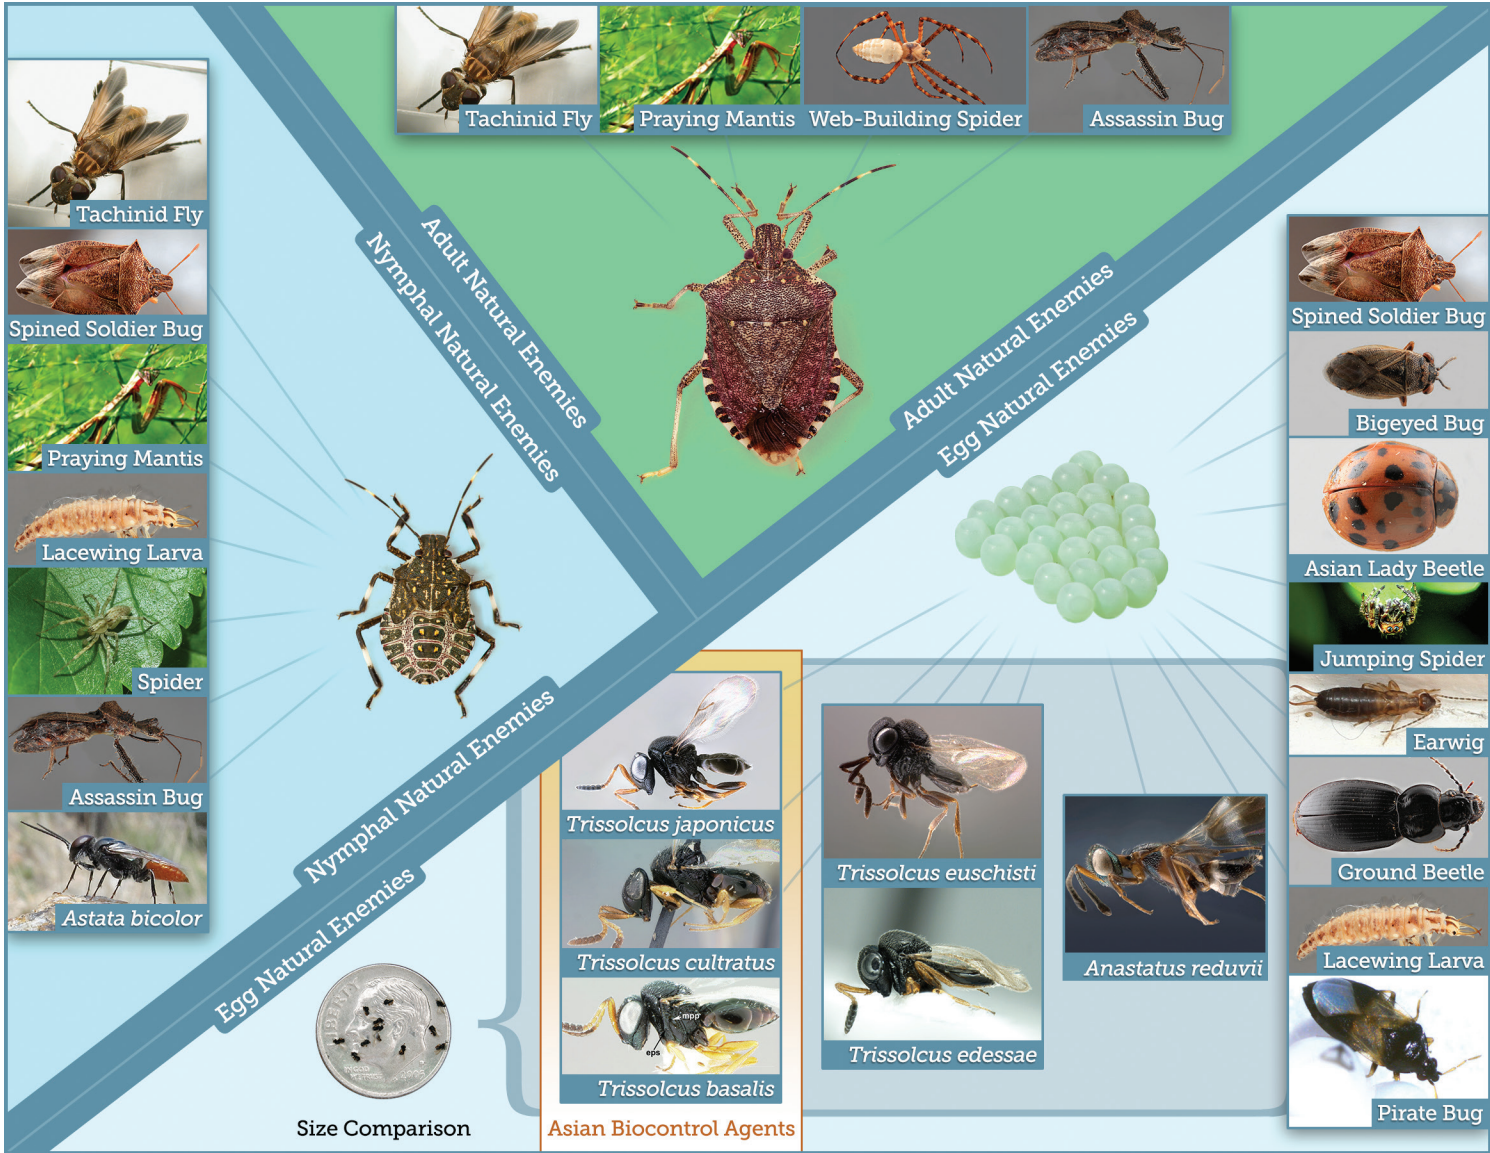 Tachinid Fly
Praying Mantis
Web-Building Spider
Assassin Bug
Tachinid Fly
Spined Soldier Bug
Praying Mantis
Lacewing Larva
Spider
Assassin Bug
Astata bicolor
Adult Natural Enemies
Nymphal Natural Enemies
Adult Natural Enemies
Egg Natural Enemies
Nymphal Natural Enemies
Egg Natural Enemies
Spined Soldier Bug
Bigeyed Bug
Asian Lady Beetle
Jumping Spider
Earwig
Ground Beetle
Lacewing Larva
Pirate Bug
Trissolcus japonicus
Trissolcus cultratus
mpp
eps
Trissolcus basalis
Asian Biocontrol Agents
Trissolcus euschisti
Trissolcus edessae
Anastatus reduvii
Size Comparison